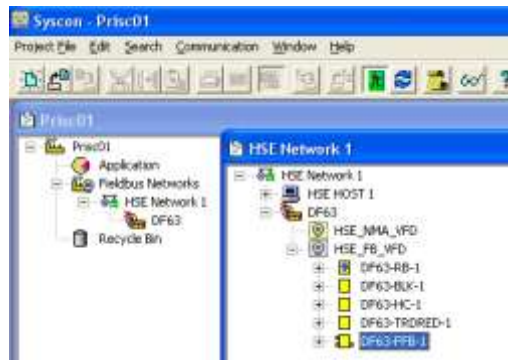 Syscon - Prisc01
Project File Edit Search Communication Window Help
Prisc01
Prisc01
Application
Fieldbus Networks
HSE Network 1
DF63
Recycle Bin
HSE Network 1
HSE Network 1
HSE HOST 1
DF63
HSE_NMA_VFD
HSE_FB_VFD
DF63-RB-1
DF63-BLK-1
DF63-HC-1
DF63-TRDRED-1
DF63-FFB-1